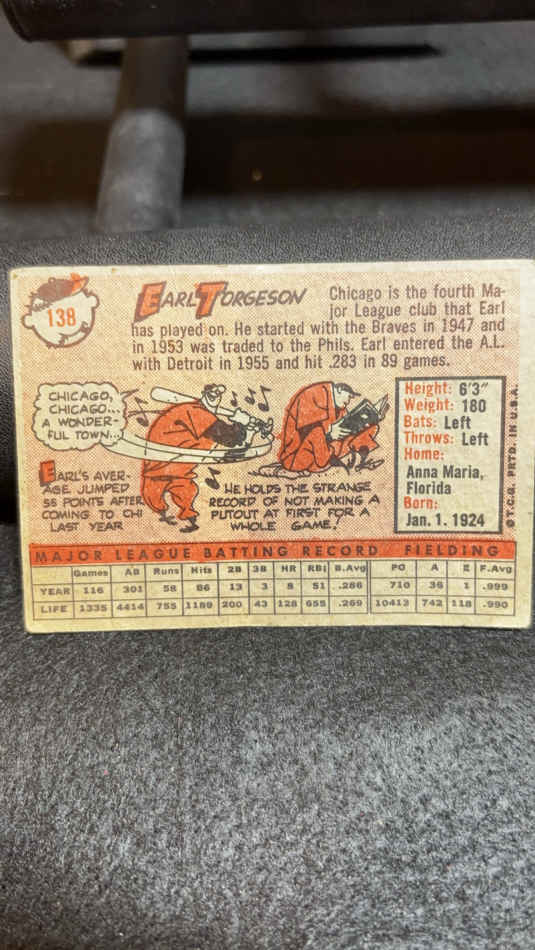 138
EARL TORGESON
Chicago is the fourth Ma-
jor League club that Earl
has played on. He started with the Braves in 1947 and
in 1953 was traded to the Phils. Earl entered the A.L.
with Detroit in 1955 and hit .283 in 89 games.
CHICAGO,
CHICAGO...
A WONDER-
FUL TOWN...
EARL'S AVER-
AGE JUMPED
56 POINTS AFTER
COMING TO CHI
LAST YEAR
HE HOLDS THE STRANGE
RECORD OF NOT MAKING A
PUTOUT AT FIRST FOR A
WHOLE GAME!
Height: 6'3"
Weight: 180
Bats: Left
Throws: Left
Home:
Anna Maria,
Florida
Born:
Jan. 1. 1924
©T.C.G. PRTD. IN U.S.A.
MAJOR LEAGUE BATTING RECORD FIELDING
Games AB Runs Hits 2B 3B HR RBI B.Avg PO A E F.Avg
YEAR 116 301 58 86 13 3 8 51 .286 710 36 1 .999
LIFE 1335 4414 755 1189 200 43 128 655 .269 10412 742 118 .990